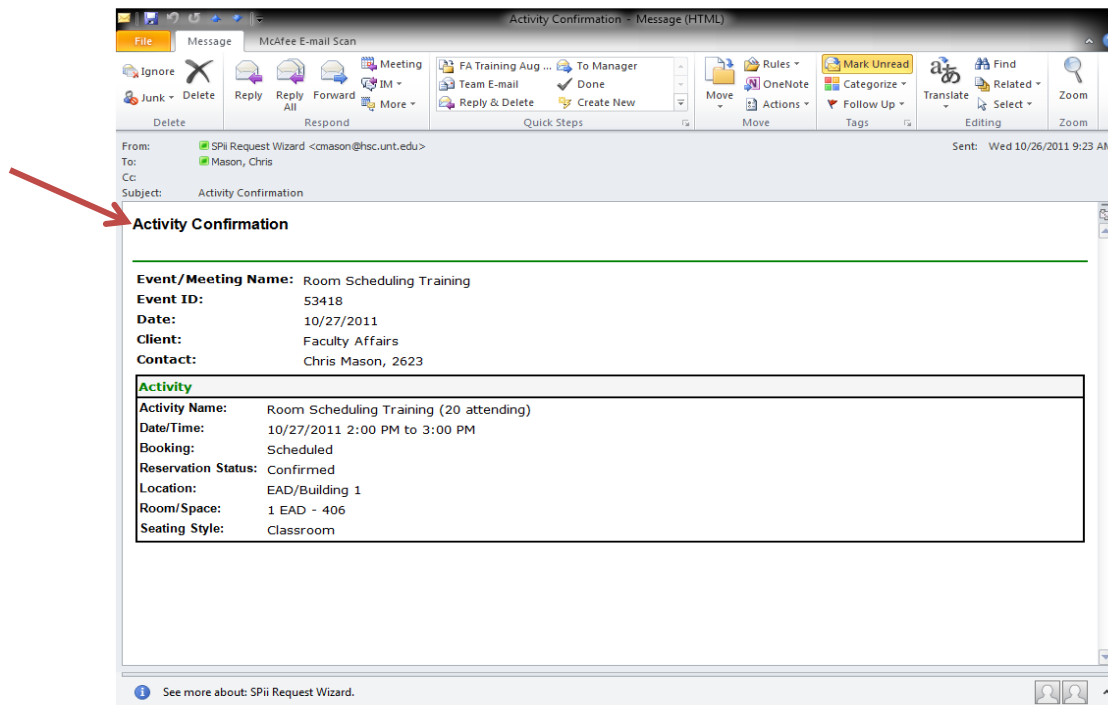 Activity Confirmation - Message (HTML)
File Message McAfee E-mail Scan
Ignore
Junk
Delete
Delete
Reply
Reply All
Forward
Meeting
IM
More
Respond
FA Training Aug ...
To Manager
Team E-mail
Done
Reply & Delete
Create New
Quick Steps
Move
Rules
OneNote
Actions
Move
Mark Unread
Categorize
Follow Up
Tags
Translate
Find
Related
Select
Editing
Zoom
Zoom
From: SPii Request Wizard <cmason@hsc.unt.edu> Sent: Wed 10/26/2011 9:23 AM
To: Mason, Chris
Cc:
Subject: Activity Confirmation
Activity Confirmation
Event/Meeting Name: Room Scheduling Training
Event ID: 53418
Date: 10/27/2011
Client: Faculty Affairs
Contact: Chris Mason, 2623
Activity
Activity Name: Room Scheduling Training (20 attending)
Date/Time: 10/27/2011 2:00 PM to 3:00 PM
Booking: Scheduled
Reservation Status: Confirmed
Location: EAD/Building 1
Room/Space: 1 EAD - 406
Seating Style: Classroom
See more about: SPii Request Wizard.